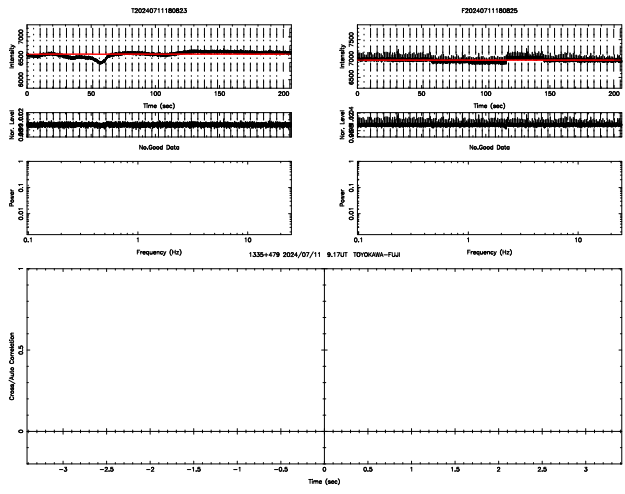 T20240711180823
Intensity
7000
6500
6000
0
50
100
150
200
Time (sec)
Nor. Level
No.Good Data
Power
1
0.1
0.01
0.1
1
10
Frequency (Hz)
F20240711180825
Intensity
7500
7000
6500
0
50
100
150
200
Time (sec)
Nor. Level
No.Good Data
Power
1
0.1
0.01
0.1
1
10
Frequency (Hz)
1335+479 2024/07/11 9.17UT TOYOKAWA-FUJI
Cross/Auto Correlation
1
0.5
0
-3
-2.5
-2
-1.5
-1
-0.5
0
0.5
1
1.5
2
2.5
3
Time (sec)